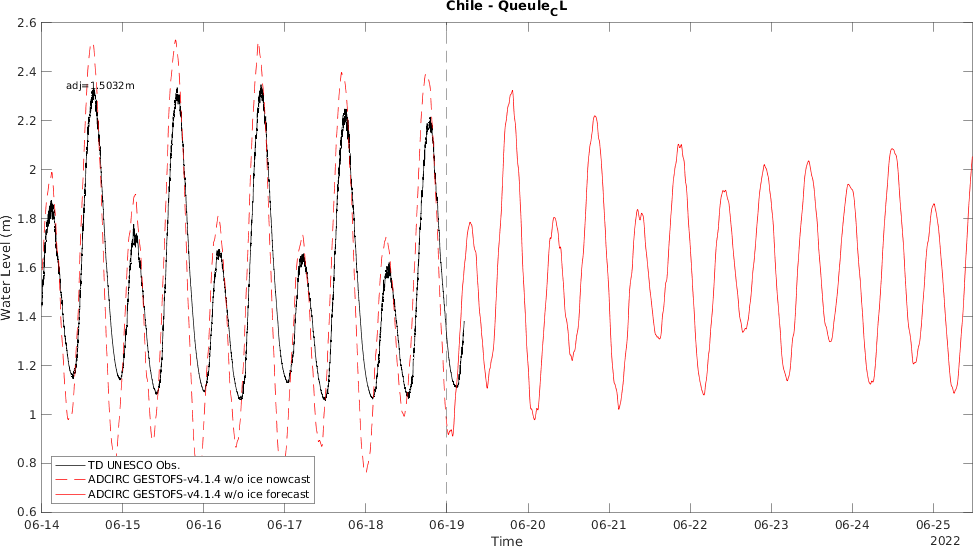 Chile - Queule_CL
2.6
2.4
adj=1.5032m
2.2
2
1.8
1.6
1.4
1.2
1
0.8
0.6
Water Level (m)
TD UNESCO Obs.
ADCIRC GESTOFS-v4.1.4 w/o ice nowcast
ADCIRC GESTOFS-v4.1.4 w/o ice forecast
06-14 06-15 06-16 06-17 06-18 06-19 06-20 06-21 06-22 06-23 06-24 06-25
Time
2022